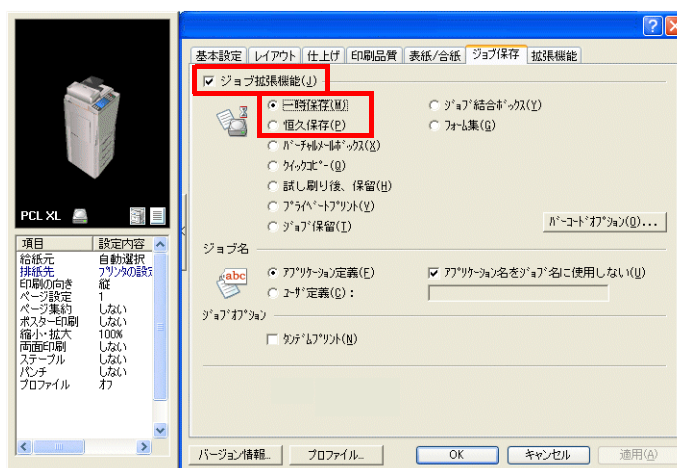 基本設定 レイアウト 仕上げ 印刷品質 表紙/合紙 ジョブ保存 拡張機能
ジョブ拡張機能(J)
一時保存(M)
恒久保存(P)
バーチャルメールボックス(X)
クイックコピー(Q)
試し刷り後、保留(H)
プライベートプリント(V)
ジョブ保留(T)
ジョブ結合ボックス(Y)
フォーム集(G)
バーコードオプション(O)...
ジョブ名
アプリケーション定義(E)
ユーザ定義(C):
アプリケーション名をジョブ名に使用しない(U)
ジョブオプション
タンデムプリント(N)
PCL XL
項目 設定内容
給紙元 自動選択
排紙先 プリンタの設定
印刷の向き 縦
ページ設定 1
ページ集約 しない
ポスター印刷 しない
縮小・拡大 100%
両面印刷 しない
ステープル しない
パンチ しない
プロファイル オフ
バージョン情報... プロファイル... OK キャンセル 適用(A)